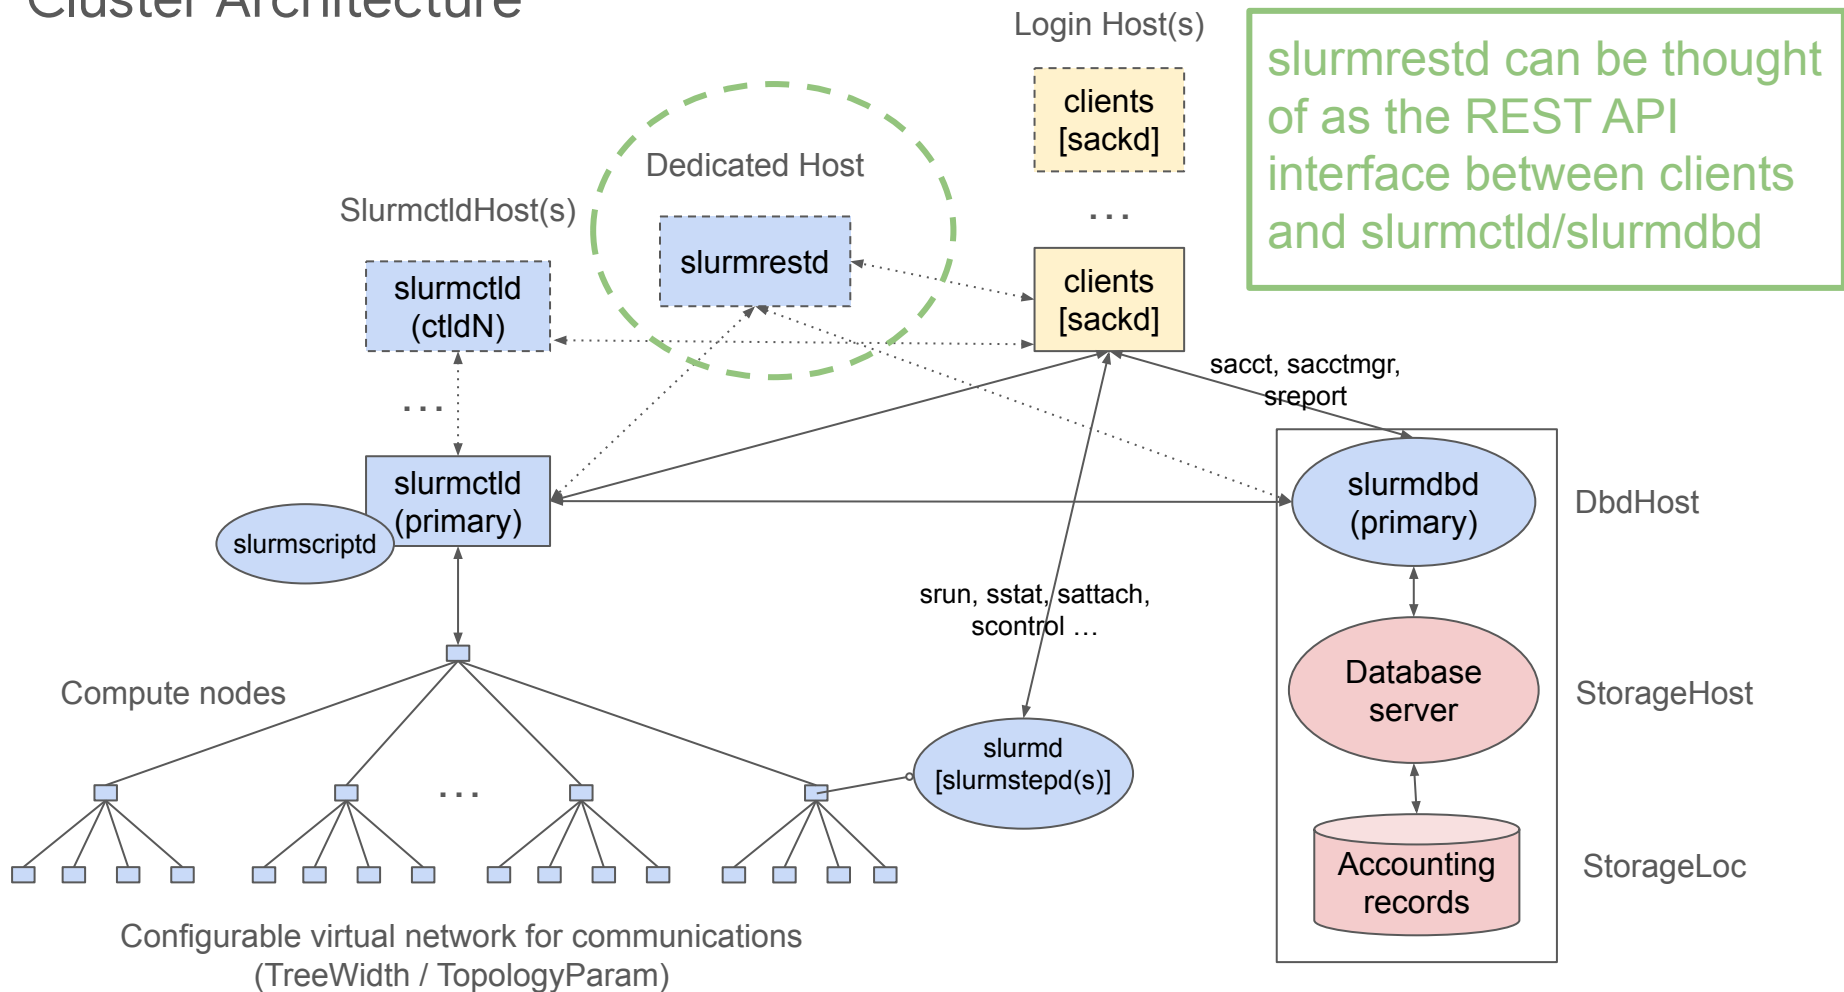 Cluster Architecture
Login Host(s)
clients
[sackd]
...
clients
[sackd]
slurmrestd can be thought
of as the REST API
interface between clients
and slurmctld/slurmdbd
Dedicated Host
slurmrestd
SlurmctldHost(s)
slurmctld
(ctldN)
...
slurmctld
(primary)
slurmscriptd
sacct, sacctmgr,
sreport
slurmdbd
(primary)
DbdHost
srun, sstat, sattach,
scontrol …
Database
server
StorageHost
Compute nodes
...
slurmd
[slurmstepd(s)]
Accounting
records
StorageLoc
Configurable virtual network for communications
(TreeWidth / TopologyParam)